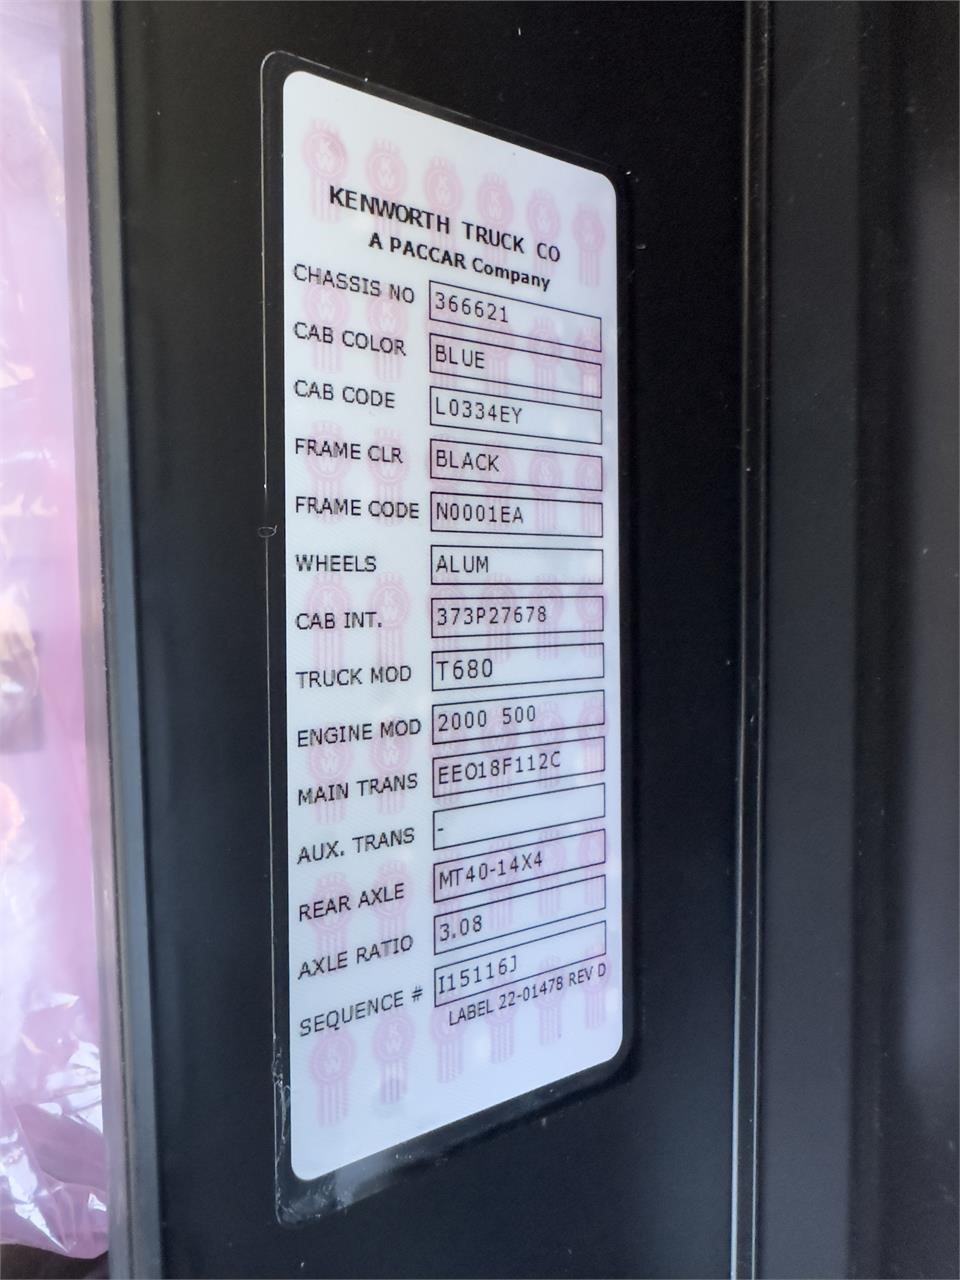 KENWORTH TRUCK CO
A PACCAR Company
CHASSIS NO 366621
CAB COLOR BLUE
CAB CODE L0334EY
FRAME CLR BLACK
FRAME CODE N0001EA
WHEELS ALUM
CAB INT. 373P27678
TRUCK MOD T680
ENGINE MOD 2000 500
MAIN TRANS EEO18F112C
AUX. TRANS -
REAR AXLE MT40-14X4
AXLE RATIO 3.08
SEQUENCE # I15116J
LABEL 22-01478 REV D